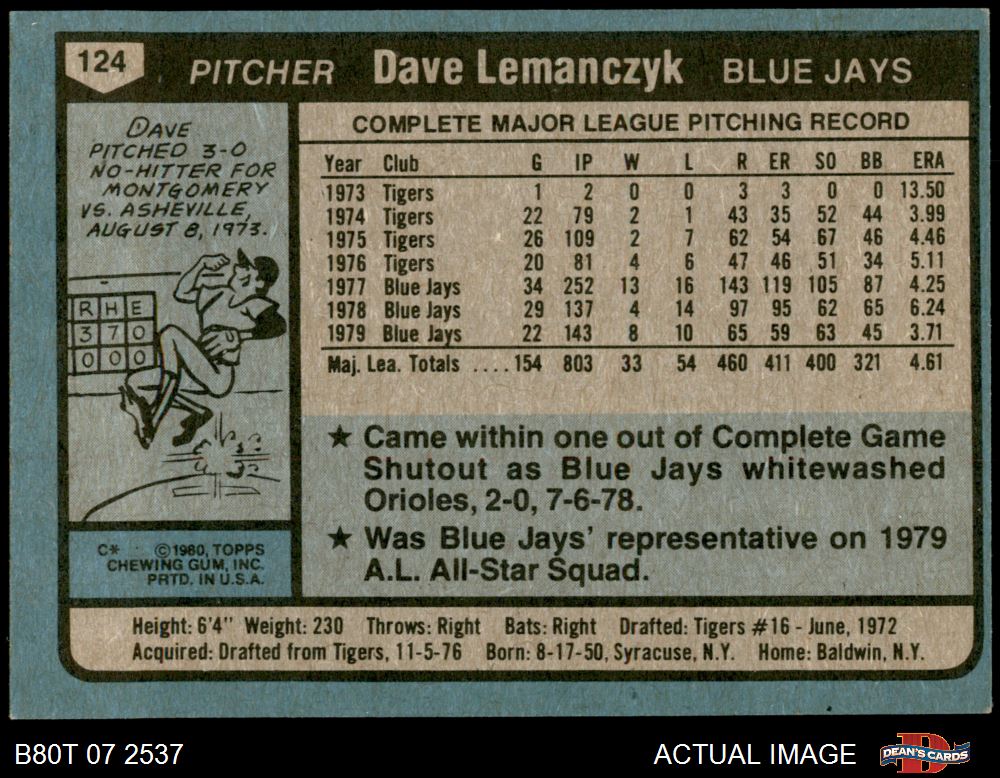 124 PITCHER Dave Lemanczyk BLUE JAYS
DAVE
PITCHED 3-0
NO-HITTER FOR
MONTGOMERY
VS. ASHEVILLE,
AUGUST 8, 1973.
R H E
3 7 0
0 0 0
C* ©1980, TOPPS
CHEWING GUM, INC.
PRTD. IN U.S.A.
COMPLETE MAJOR LEAGUE PITCHING RECORD
Year Club G IP W L R ER SO BB ERA
1973 Tigers 1 2 0 0 3 3 0 0 13.50
1974 Tigers 22 79 2 1 43 35 52 44 3.99
1975 Tigers 26 109 2 7 62 54 67 46 4.46
1976 Tigers 20 81 4 6 47 46 51 34 5.11
1977 Blue Jays 34 252 13 16 143 119 105 87 4.25
1978 Blue Jays 29 137 4 14 97 95 62 65 6.24
1979 Blue Jays 22 143 8 10 65 59 63 45 3.71
Maj. Lea. Totals .... 154 803 33 54 460 411 400 321 4.61
★ Came within one out of Complete Game
Shutout as Blue Jays whitewashed
Orioles, 2-0, 7-6-78.
★ Was Blue Jays' representative on 1979
A.L. All-Star Squad.
Height: 6'4" Weight: 230 Throws: Right Bats: Right Drafted: Tigers #16 - June, 1972
Acquired: Drafted from Tigers, 11-5-76 Born: 8-17-50, Syracuse, N.Y. Home: Baldwin, N.Y.
B80T 07 2537 ACTUAL IMAGE
D
DEAN'S CARDS